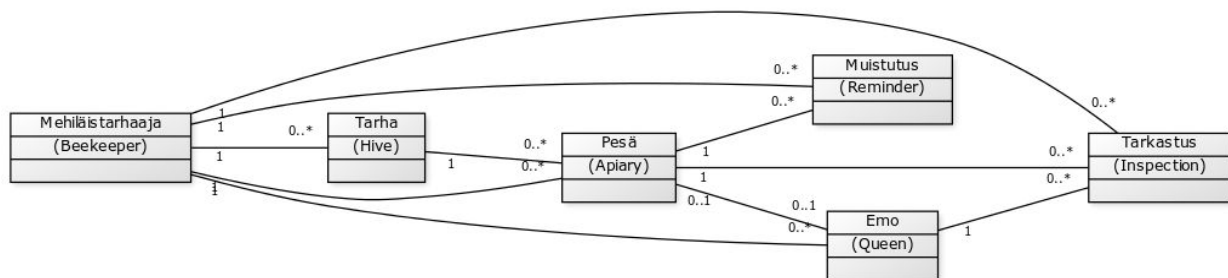 Mehiläistarhaaja
(Beekeeper)
1
1
1
1
1
0..*
Tarha
(Hive)
1
0..*
0..*
Pesä
(Apiary)
1
1
0..1
0..*
Muistutus
(Reminder)
0..*
0..1
0..*
Emo
(Queen)
1
0..*
0..*
0..*
Tarkastus
(Inspection)